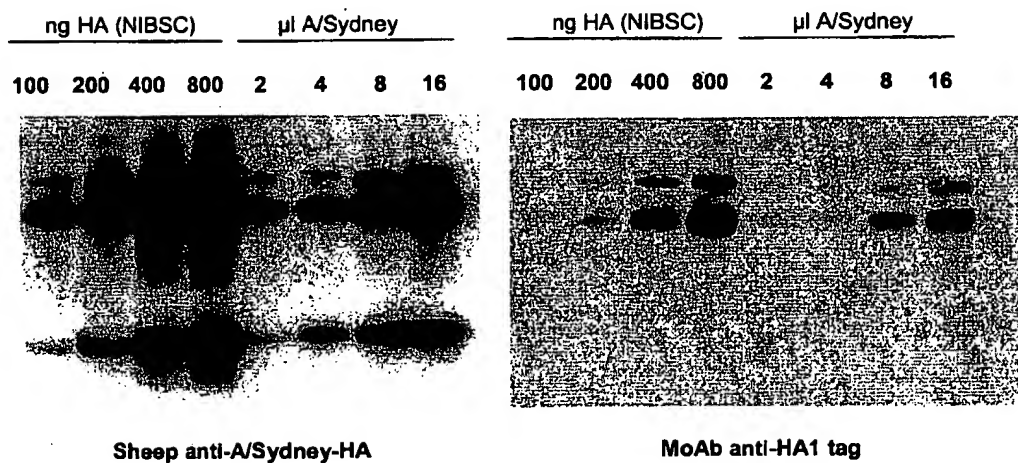 ng HA (NIBSC) µl A/Sydney
100 200 400 800 2 4 8 16
Sheep anti-A/Sydney-HA
ng HA (NIBSC) µl A/Sydney
100 200 400 800 2 4 8 16
MoAb anti-HA1 tag